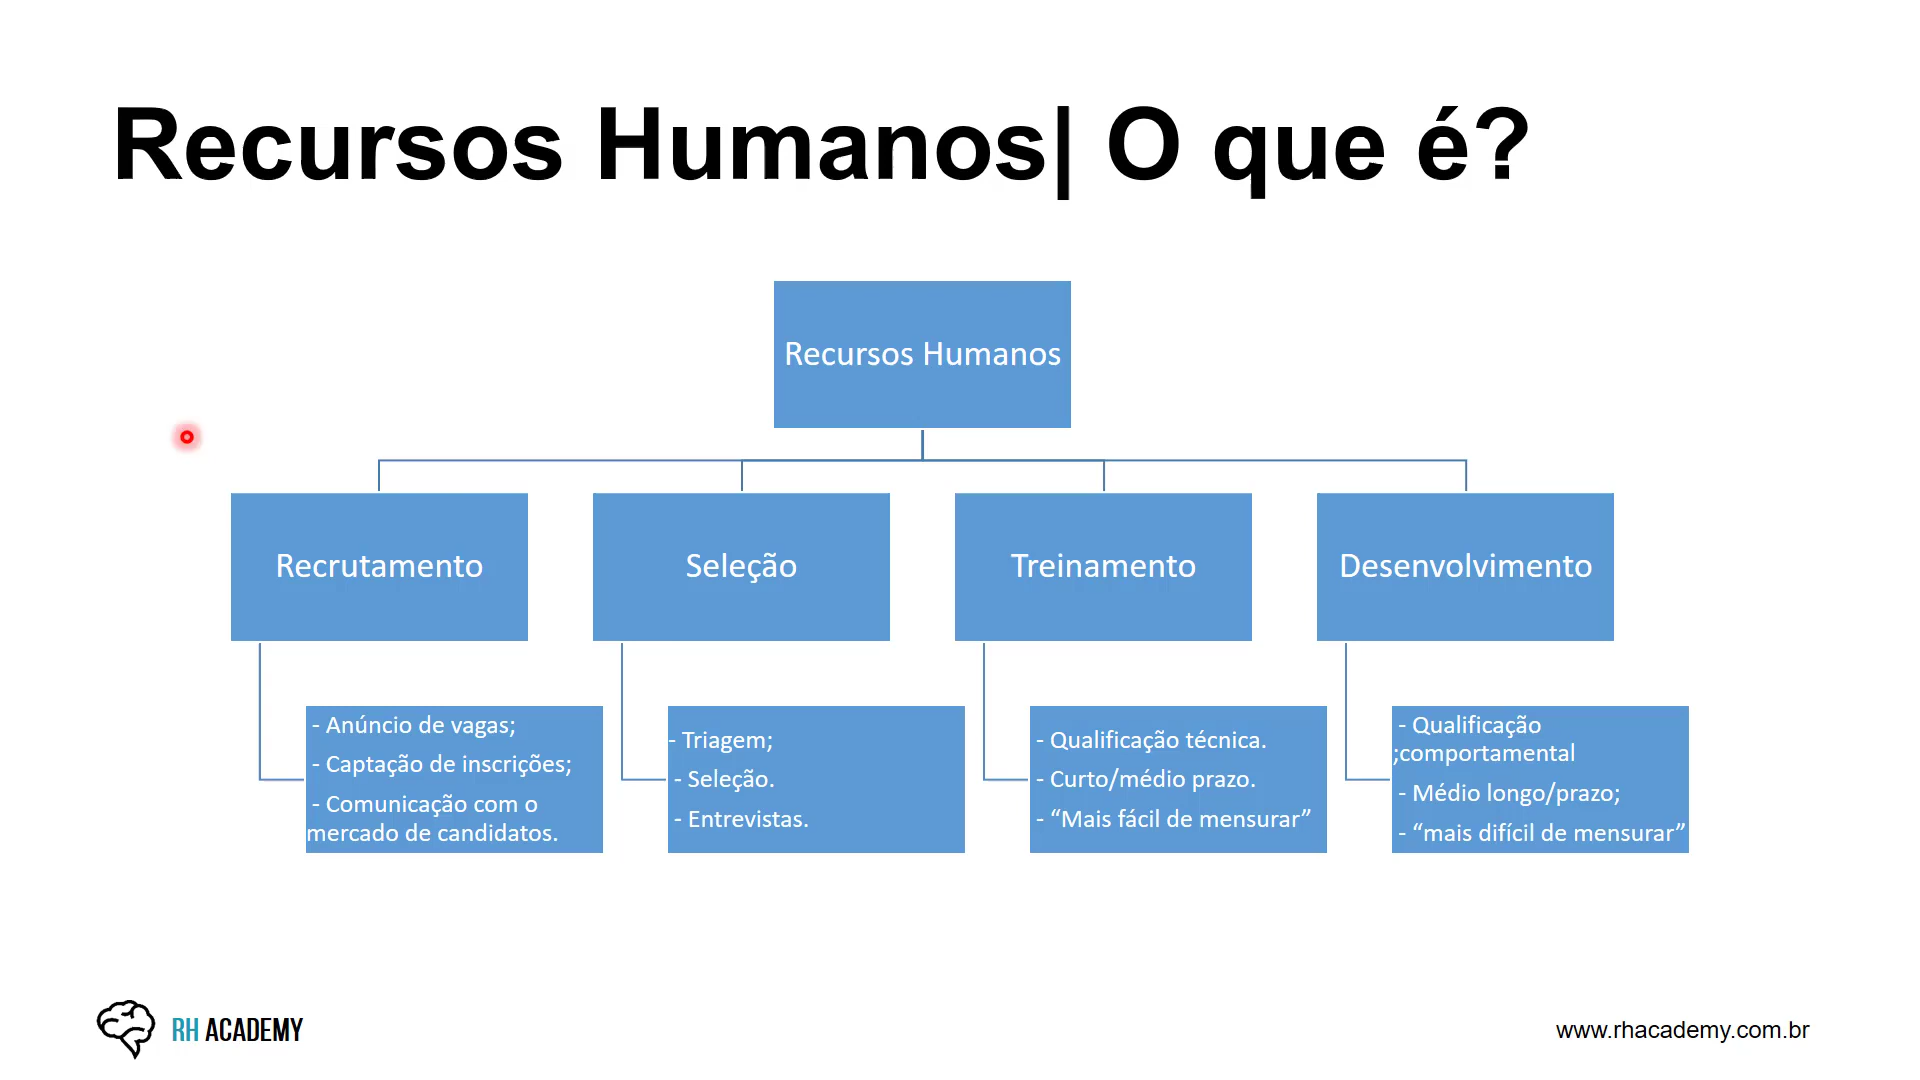 Recursos Humanos| O que é?
Recursos Humanos
Recrutamento
Seleção
Treinamento
Desenvolvimento
- Anúncio de vagas;
- Captação de inscrições;
- Comunicação com o
mercado de candidatos.
- Triagem;
- Seleção.
- Entrevistas.
- Qualificação técnica.
- Curto/médio prazo.
- “Mais fácil de mensurar”
- Qualificação
;comportamental
- Médio longo/prazo;
- “mais difícil de mensurar”
RH ACADEMY
www.rhacademy.com.br